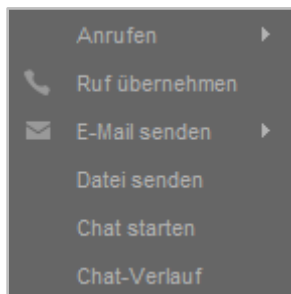 Anrufen
Ruf übernehmen
E-Mail senden
Datei senden
Chat starten
Chat-Verlauf